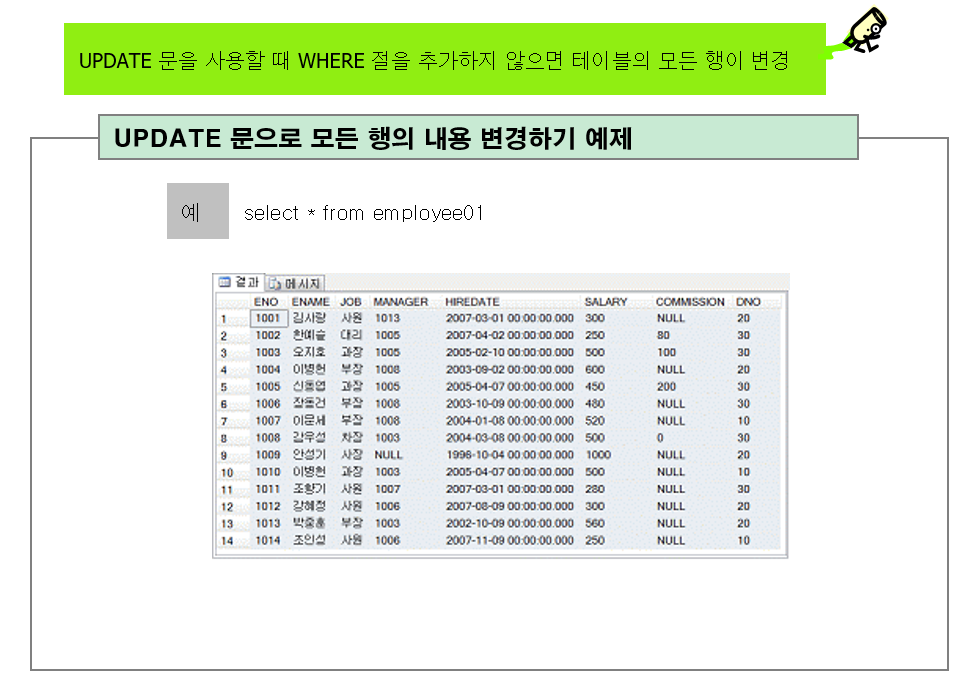 UPDATE 문을 사용할 때 WHERE 절을 추가하지 않으면 테이블의 모든 행이 변경
UPDATE 문으로 모든 행의 내용 변경하기 예제
예 select * from employee01
결과 메시지
ENO ENAME JOB MANAGER HIREDATE SALARY COMMISSION DNO
1 1001 김사랑 사원 1013 2007-03-01 00:00:00.000 300 NULL 20
2 1002 한예슬 대리 1005 2007-04-02 00:00:00.000 250 80 30
3 1003 오지호 과장 1005 2005-02-10 00:00:00.000 500 100 30
4 1004 이병헌 부장 1008 2003-09-02 00:00:00.000 600 NULL 20
5 1005 신동엽 과장 1005 2005-04-07 00:00:00.000 450 200 30
6 1006 장동건 부장 1008 2003-10-09 00:00:00.000 480 NULL 30
7 1007 이문세 부장 1008 2004-01-08 00:00:00.000 520 NULL 10
8 1008 감우성 차장 1003 2004-03-08 00:00:00.000 500 0 30
9 1009 안성기 사장 NULL 1996-10-04 00:00:00.000 1000 NULL 20
10 1010 이병헌 과장 1003 2005-04-07 00:00:00.000 500 NULL 10
11 1011 조향기 사원 1007 2007-03-01 00:00:00.000 280 NULL 30
12 1012 강혜정 사원 1006 2007-08-09 00:00:00.000 300 NULL 20
13 1013 박중훈 부장 1003 2002-10-09 00:00:00.000 560 NULL 20
14 1014 조인성 사원 1006 2007-11-09 00:00:00.000 250 NULL 10